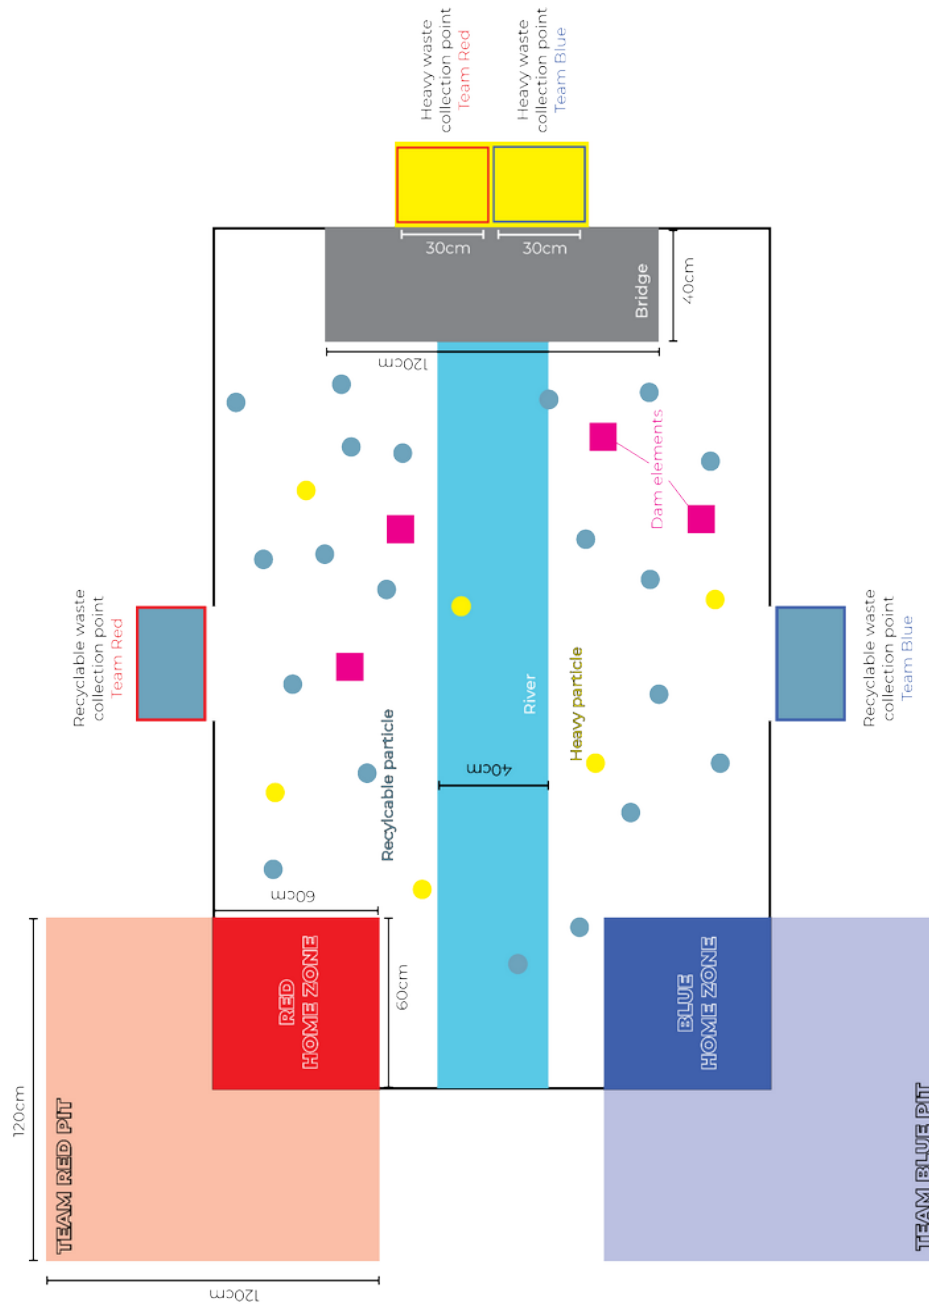 Heavy waste
collection point
Team Red
Heavy waste
collection point
Team Blue
30cm
30cm
Bridge
40cm
120cm
Dam elements
Recyclable waste
collection point
Team Red
River
Heavy particle
Recylcable particle
40cm
Recyclable waste
collection point
Team Blue
60cm
RED
HOME ZONE
60cm
BLUE
HOME ZONE
120cm
TEAM RED PIT
TEAM BLUE PIT
120cm